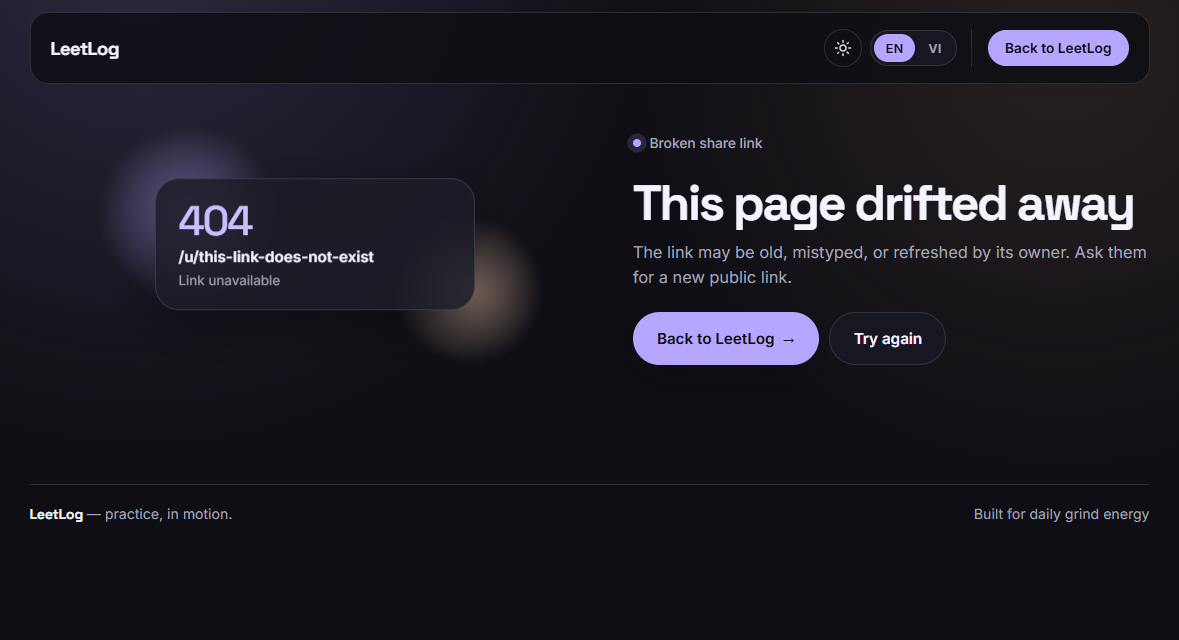 LeetLog
EN
VI
Back to LeetLog
404
/u/this-link-does-not-exist
Link unavailable
Broken share link
This page drifted away
The link may be old, mistyped, or refreshed by its owner. Ask them
for a new public link.
Back to LeetLog →
Try again
LeetLog — practice, in motion.
Built for daily grind energy